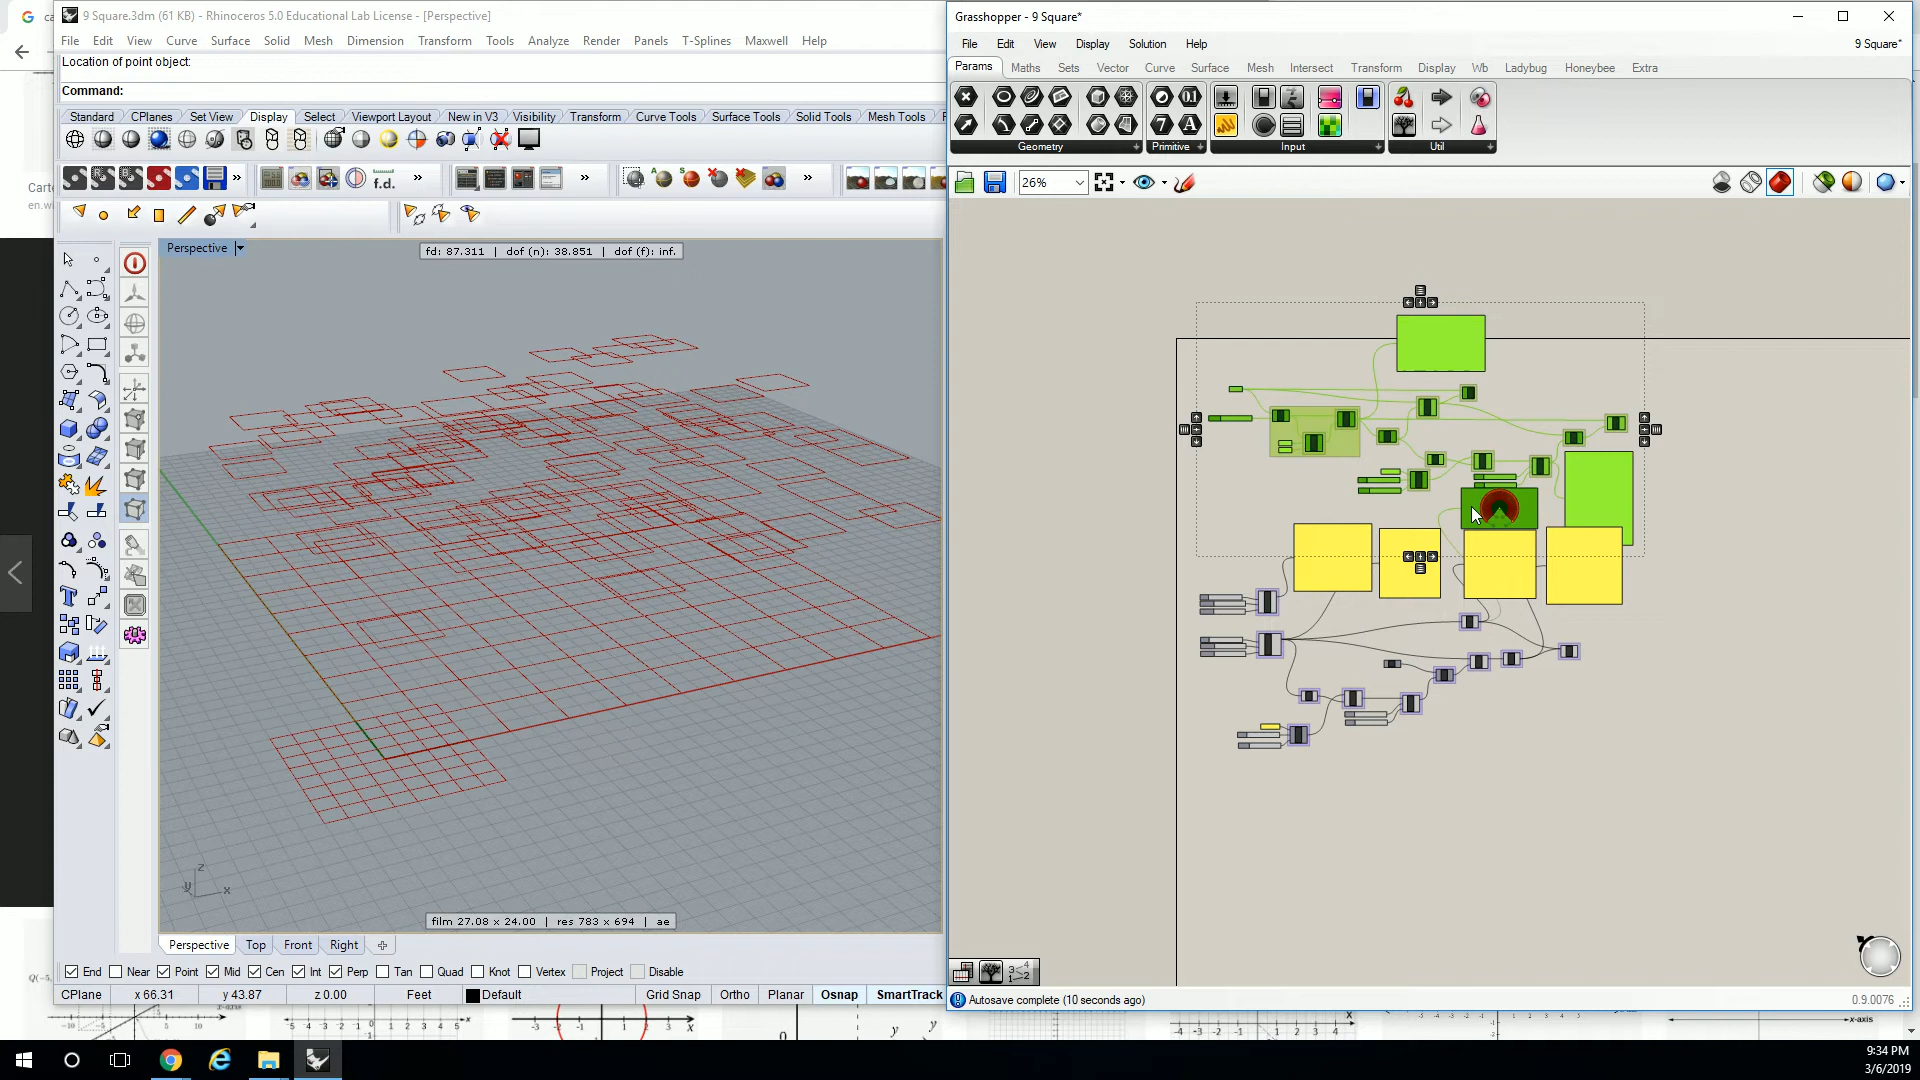 9 Square.3dm (61 KB) - Rhinoceros 5.0 Educational Lab License - [Perspective]
File Edit View Curve Surface Solid Mesh Dimension Transform Tools Analyze Render Panels T-Splines Maxwell Help
Location of point object:
Command:
Standard CPlanes Set View Display Select Viewport Layout New in V3 Visibility Transform Curve Tools Surface Tools Solid Tools Mesh Tools
f.d.
Perspective
fd: 87.311 | dof (n): 38.851 | dof (f): inf.
z
y
x
film 27.08 x 24.00 | res 783 x 694 | ae
Perspective Top Front Right
End Near Point Mid Cen Int Perp Tan Quad Knot Vertex Project Disable
CPlane x 66.31 y 43.87 z 0.00 Feet Default Grid Snap Ortho Planar Osnap SmartTrack
Grasshopper - 9 Square*
File Edit View Display Solution Help
9 Square*
Params Maths Sets Vector Curve Surface Mesh Intersect Transform Display Wb Ladybug Honeybee Extra
Geometry Primitive Input Util
26%
Autosave complete (10 seconds ago)
0.9.0076
Carte
en.wi
x-axis
9:34 PM
3/6/2019